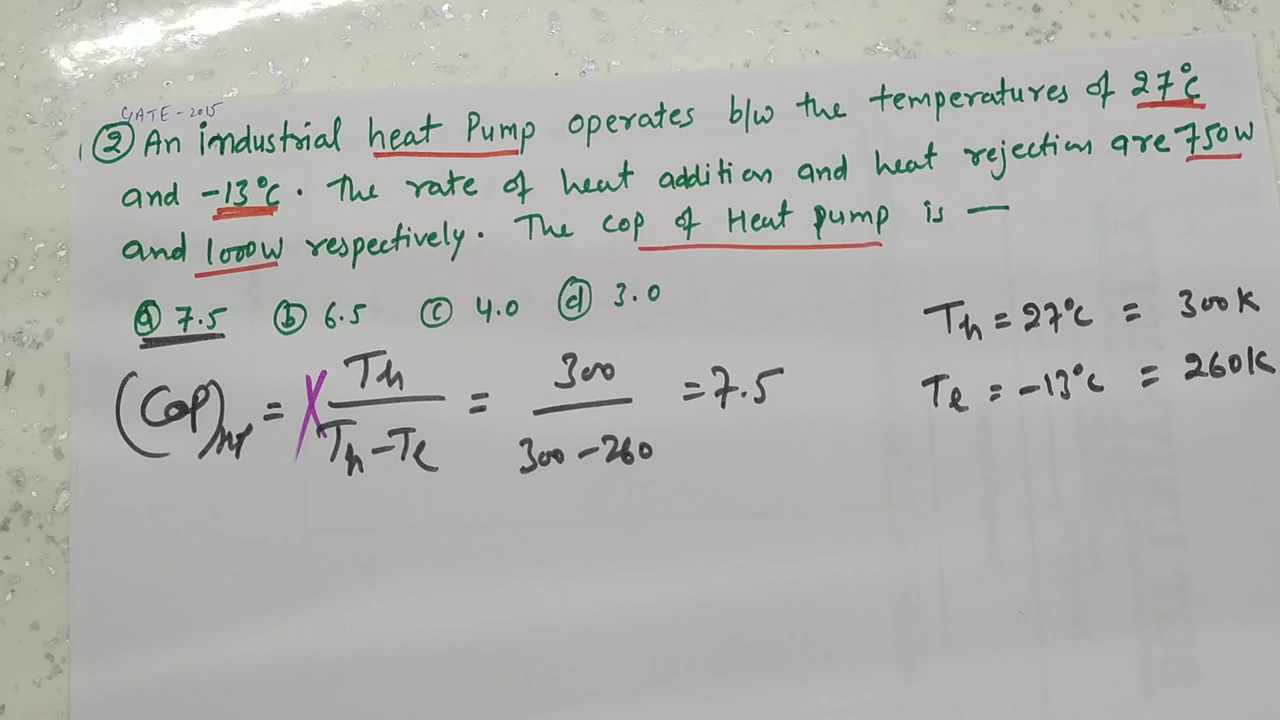 GATE-2015
② An industrial heat Pump operates b/w the temperatures of 27°C
and -13°C. The rate of heat addition and heat rejection are 750W
and 1000W respectively. The COP of Heat pump is —
ⓐ 7.5 ⓑ 6.5 ⓒ 4.0 ⓓ 3.0
Th = 27°C = 300K
Tl = -13°C = 260K
(COP)HP = X Th / (Th - Tl) = 300 / (300 - 260) = 7.5